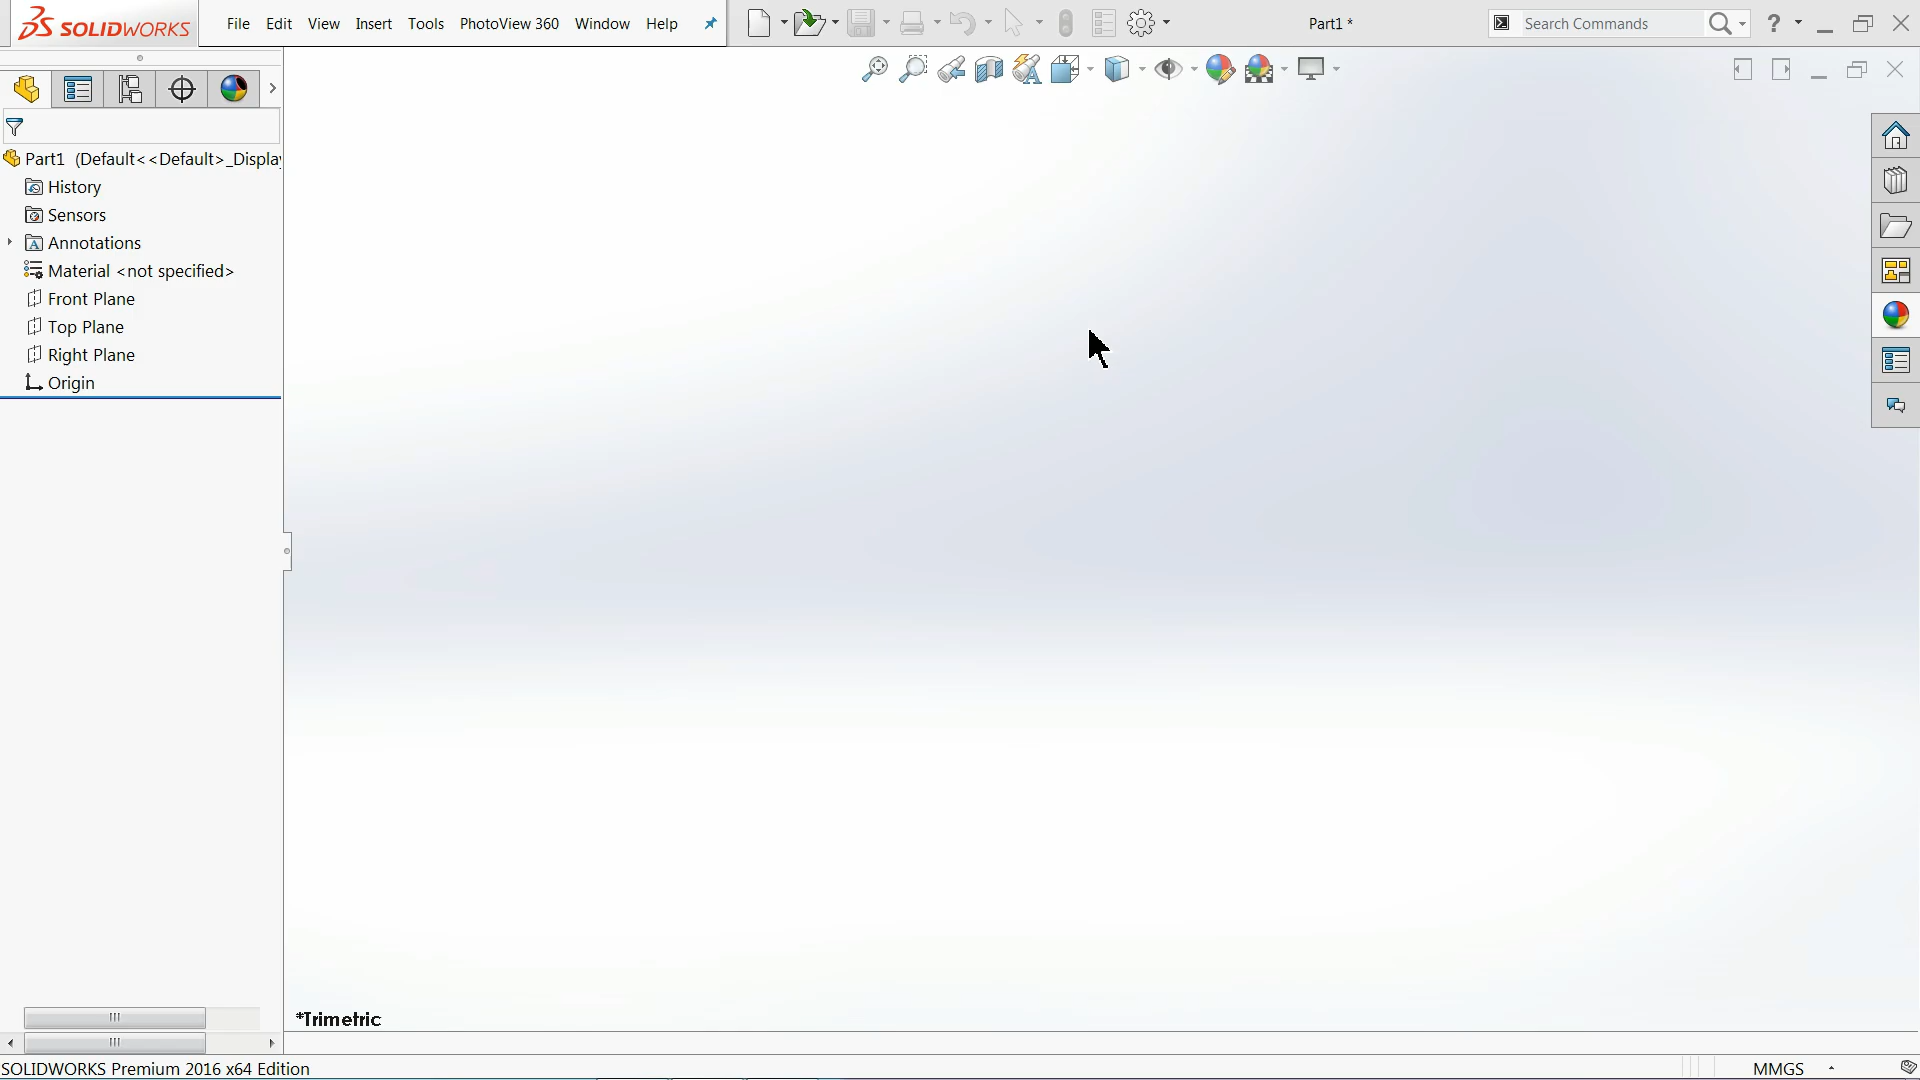 SOLIDWORKS File Edit View Insert Tools PhotoView 360 Window Help Part1 * Search Commands ?
Part1 (Default<<Default>_Display
History
Sensors
Annotations
Material <not specified>
Front Plane
Top Plane
Right Plane
Origin
*Trimetric
SOLIDWORKS Premium 2016 x64 Edition MMGS